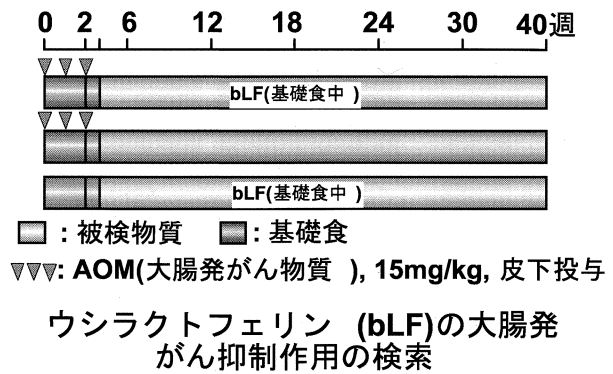 0 2 6 12 18 24 30 40週
bLF(基礎食中 )
bLF(基礎食中 )
: 被検物質 : 基礎食
: AOM(大腸発がん物質 ), 15mg/kg, 皮下投与
ウシラクトフェリン (bLF)の大腸発
がん抑制作用の検索